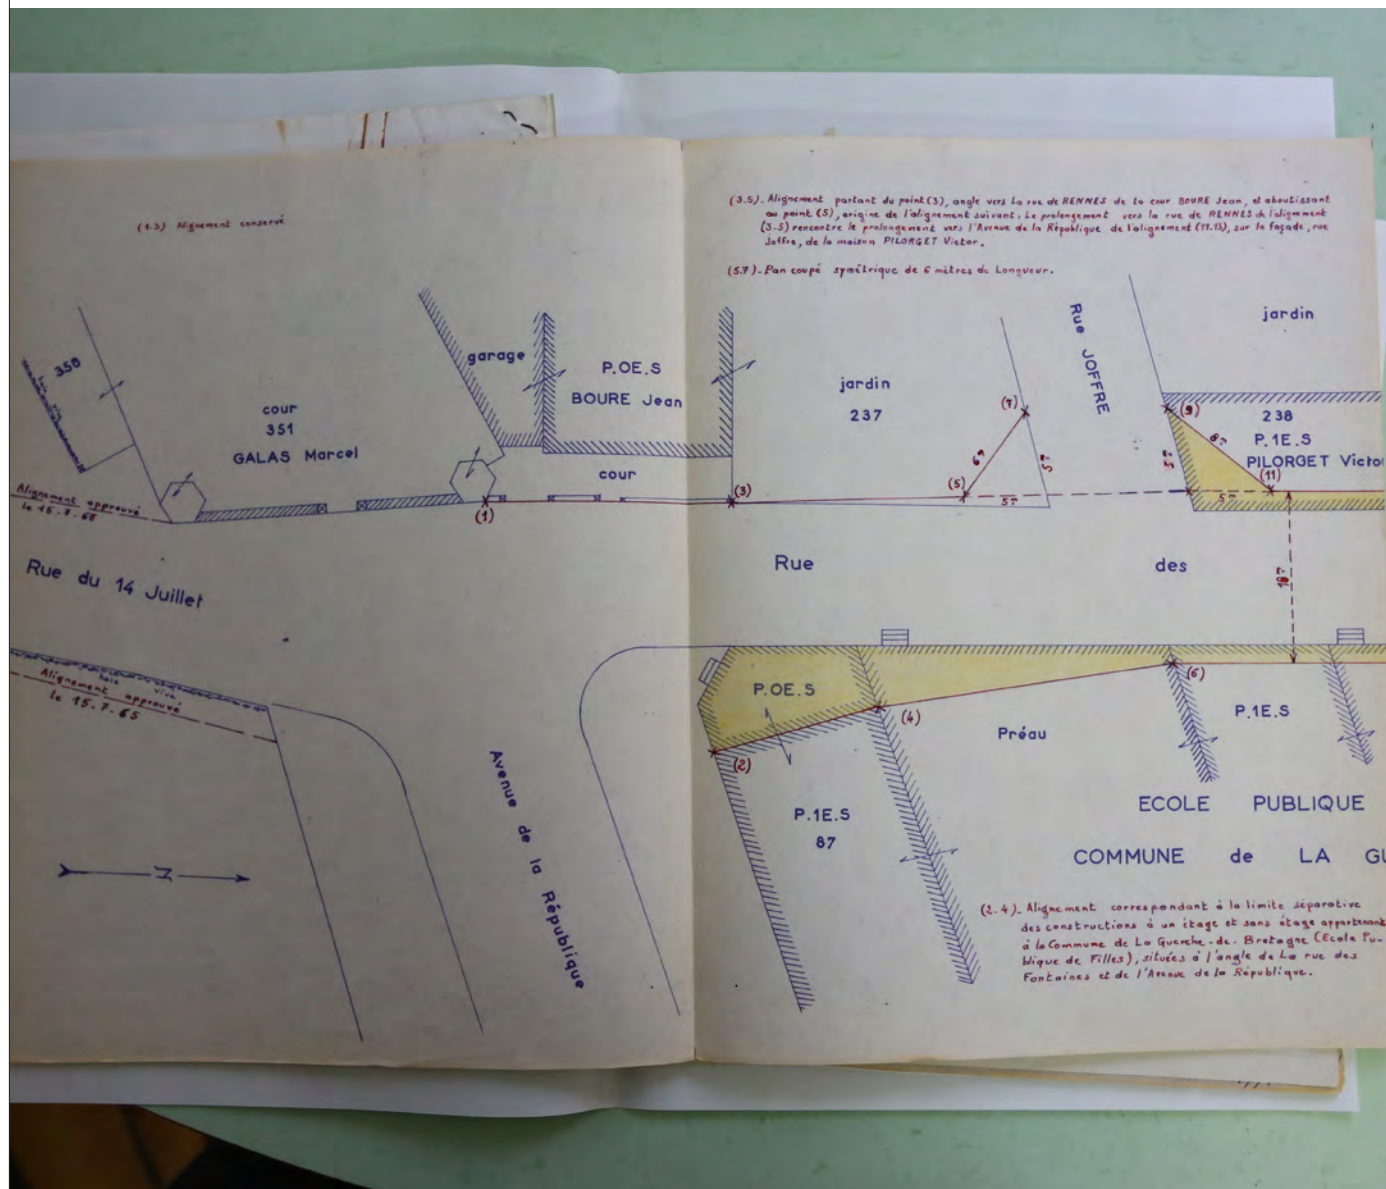 (1.3) Alignement conservé
(3.5)_ Alignement partant du point (3), angle vers la rue de RENNES de la cour BOURE Jean, et aboutissant
au point (5), origine de l'alignement suivant. Le prolongement vers la rue de RENNES de l'alignement
(3-5) rencontre le prolongement vers l'Avenue de la République de l'alignement (11.13), sur la façade, rue
Joffre, de la maison PILORGET Victor.
(5.7)_ Pan coupé symétrique de 6 mètres de Longueur.
350
cour
351
GALAS Marcel
garage
P.OE.S
BOURE Jean
cour
jardin
237
Rue JOFFRE
jardin
238
P.1E.S
PILORGET Victo
(1)
(3)
(5)
(7)
(9)
(11)
Alignement approuvé
le 15.7.65
Rue du 14 Juillet
Rue des
haie vive
Alignement approuvé
le 15.7.65
Avenue de la République
P.OE.S
(2)
(4)
(6)
P.1E.S
87
Préau
P.1E.S
ECOLE PUBLIQUE
COMMUNE de LA GU
(2-4)_ Alignement correspondant à la limite séparative
des constructions à un étage et sans étage appartenant
à la Commune de La Guerche-de-Bretagne (Ecole Pu-
blique de Filles), situées à l'angle de la rue des
Fontaines et de l'Avenue de la République.
N